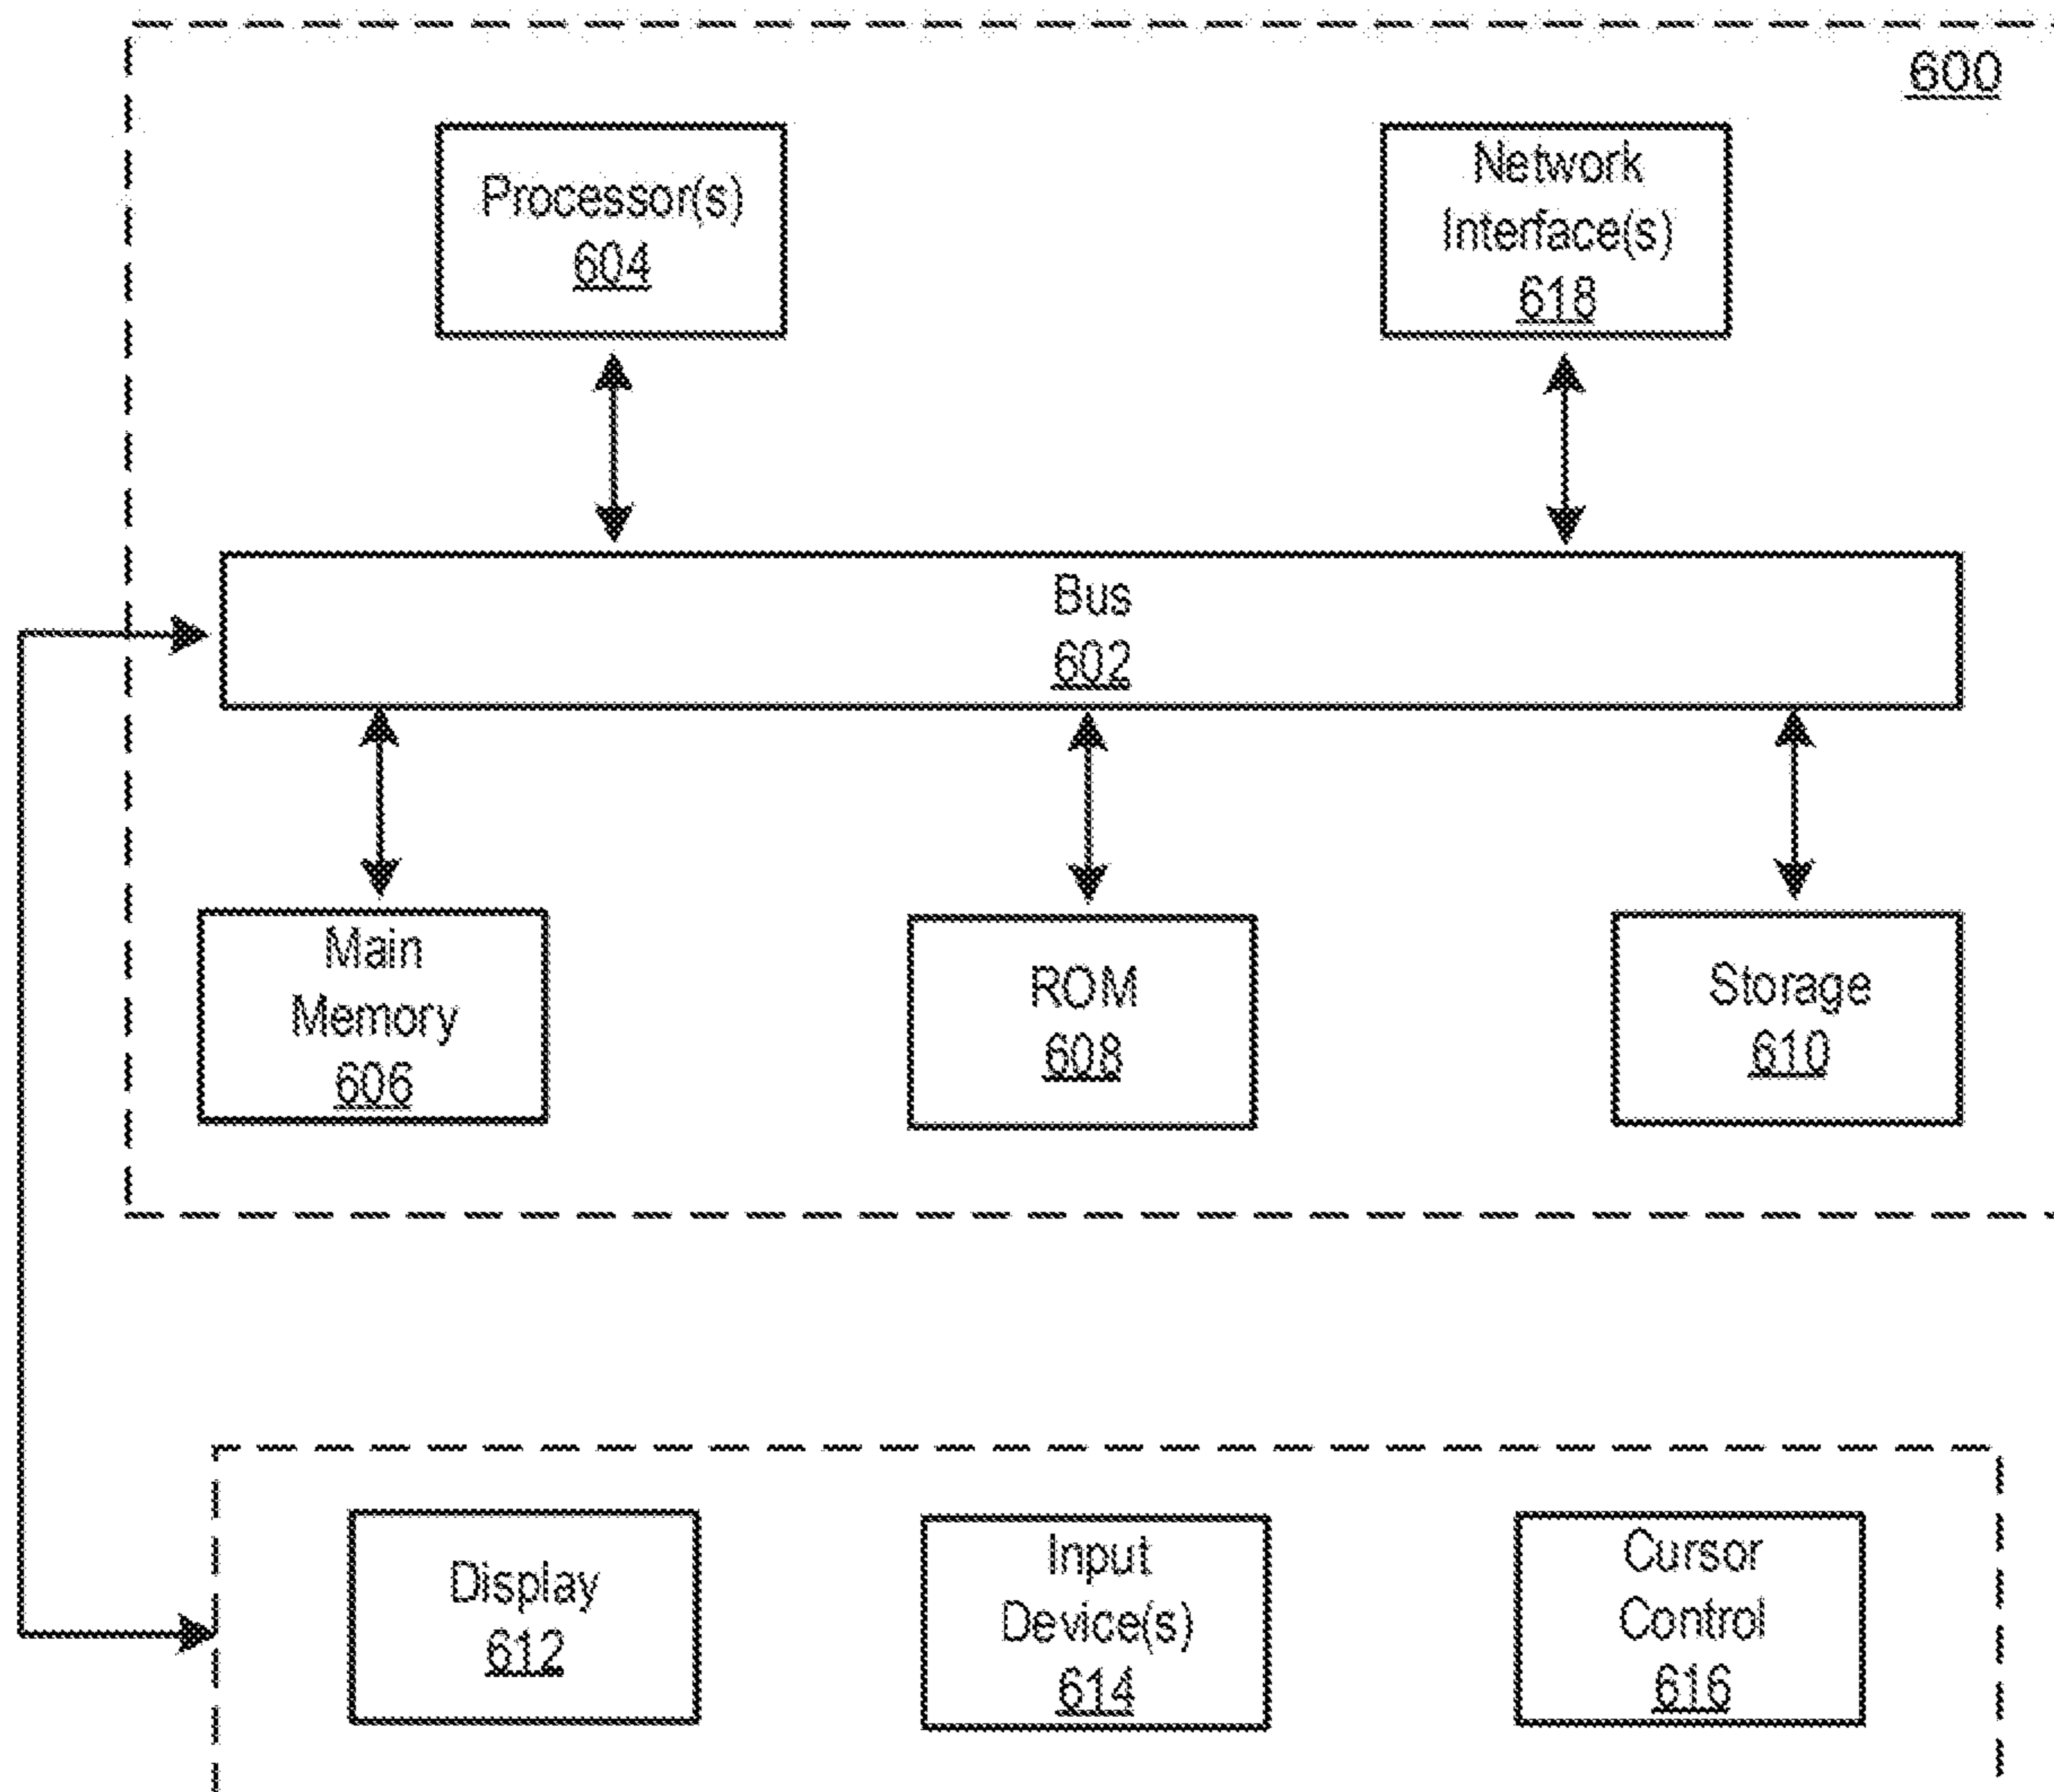 600
Processor(s)
604
Network
Interface(s)
618
Bus
602
Main
Memory
606
ROM
608
Storage
610
Display
612
Input
Device(s)
614
Cursor
Control
616